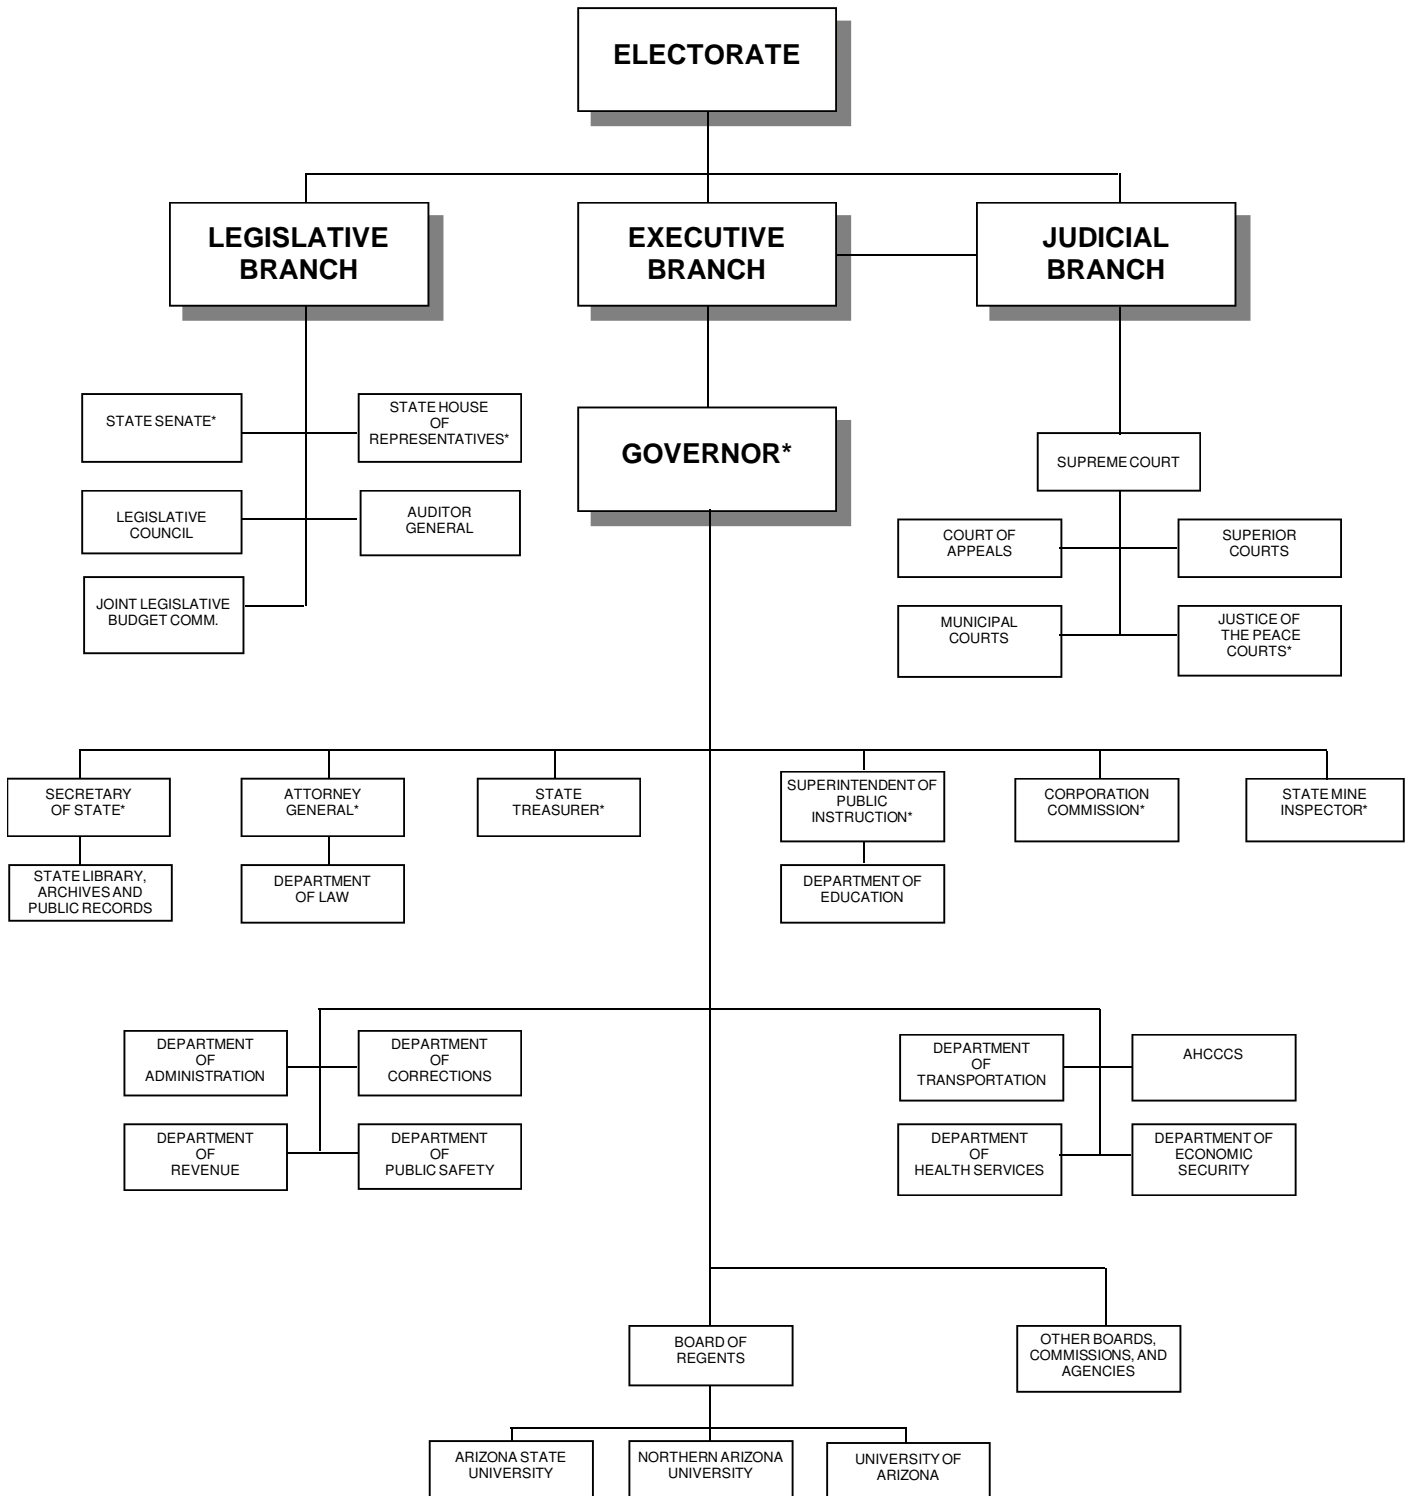 ELECTORATE
LEGISLATIVE
BRANCH
EXECUTIVE
BRANCH
JUDICIAL
BRANCH
STATE SENATE*
STATE HOUSE
OF
REPRESENTATIVES*
GOVERNOR*
SUPREME COURT
LEGISLATIVE
COUNCIL
AUDITOR
GENERAL
COURT OF
APPEALS
SUPERIOR
COURTS
JOINT LEGISLATIVE
BUDGET COMM.
MUNICIPAL
COURTS
JUSTICE OF
THE PEACE
COURTS*
SECRETARY
OF STATE*
ATTORNEY
GENERAL*
STATE
TREASURER*
SUPERINTENDENT OF
PUBLIC
INSTRUCTION*
CORPORATION
COMMISSION*
STATE MINE
INSPECTOR*
STATE LIBRARY,
ARCHIVES AND
PUBLIC RECORDS
DEPARTMENT
OF LAW
DEPARTMENT OF
EDUCATION
DEPARTMENT
OF
ADMINISTRATION
DEPARTMENT
OF
CORRECTIONS
DEPARTMENT
OF
TRANSPORTATION
AHCCCS
DEPARTMENT
OF
REVENUE
DEPARTMENT
OF
PUBLIC SAFETY
DEPARTMENT
OF
HEALTH SERVICES
DEPARTMENT OF
ECONOMIC
SECURITY
BOARD OF
REGENTS
OTHER BOARDS,
COMMISSIONS, AND
AGENCIES
ARIZONA STATE
UNIVERSITY
NORTHERN ARIZONA
UNIVERSITY
UNIVERSITY OF
ARIZONA